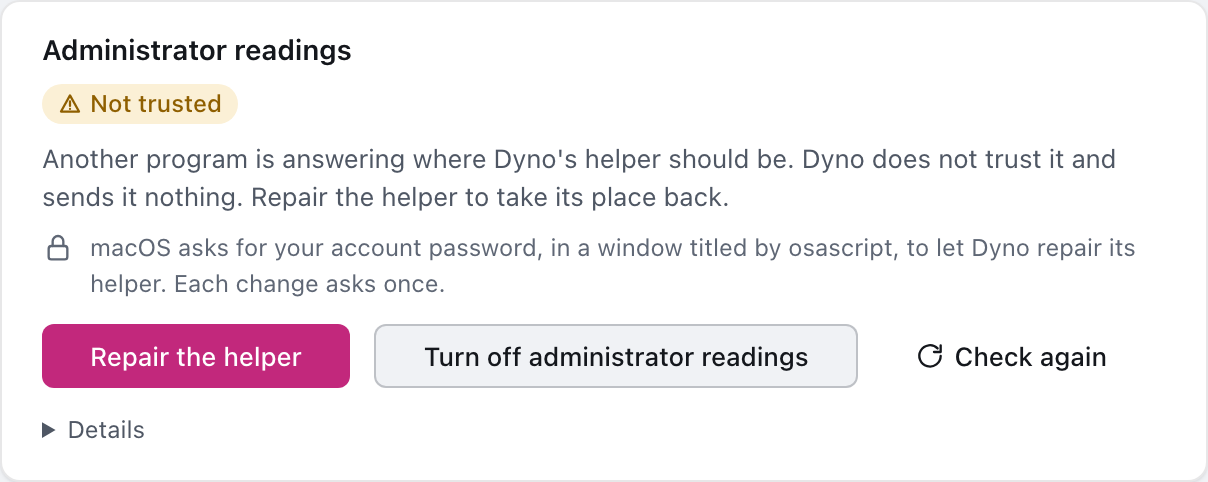 Administrator readings
Not trusted
Another program is answering where Dyno's helper should be. Dyno does not trust it and
sends it nothing. Repair the helper to take its place back.
macOS asks for your account password, in a window titled by osascript, to let Dyno repair its
helper. Each change asks once.
Repair the helper
Turn off administrator readings
Check again
Details